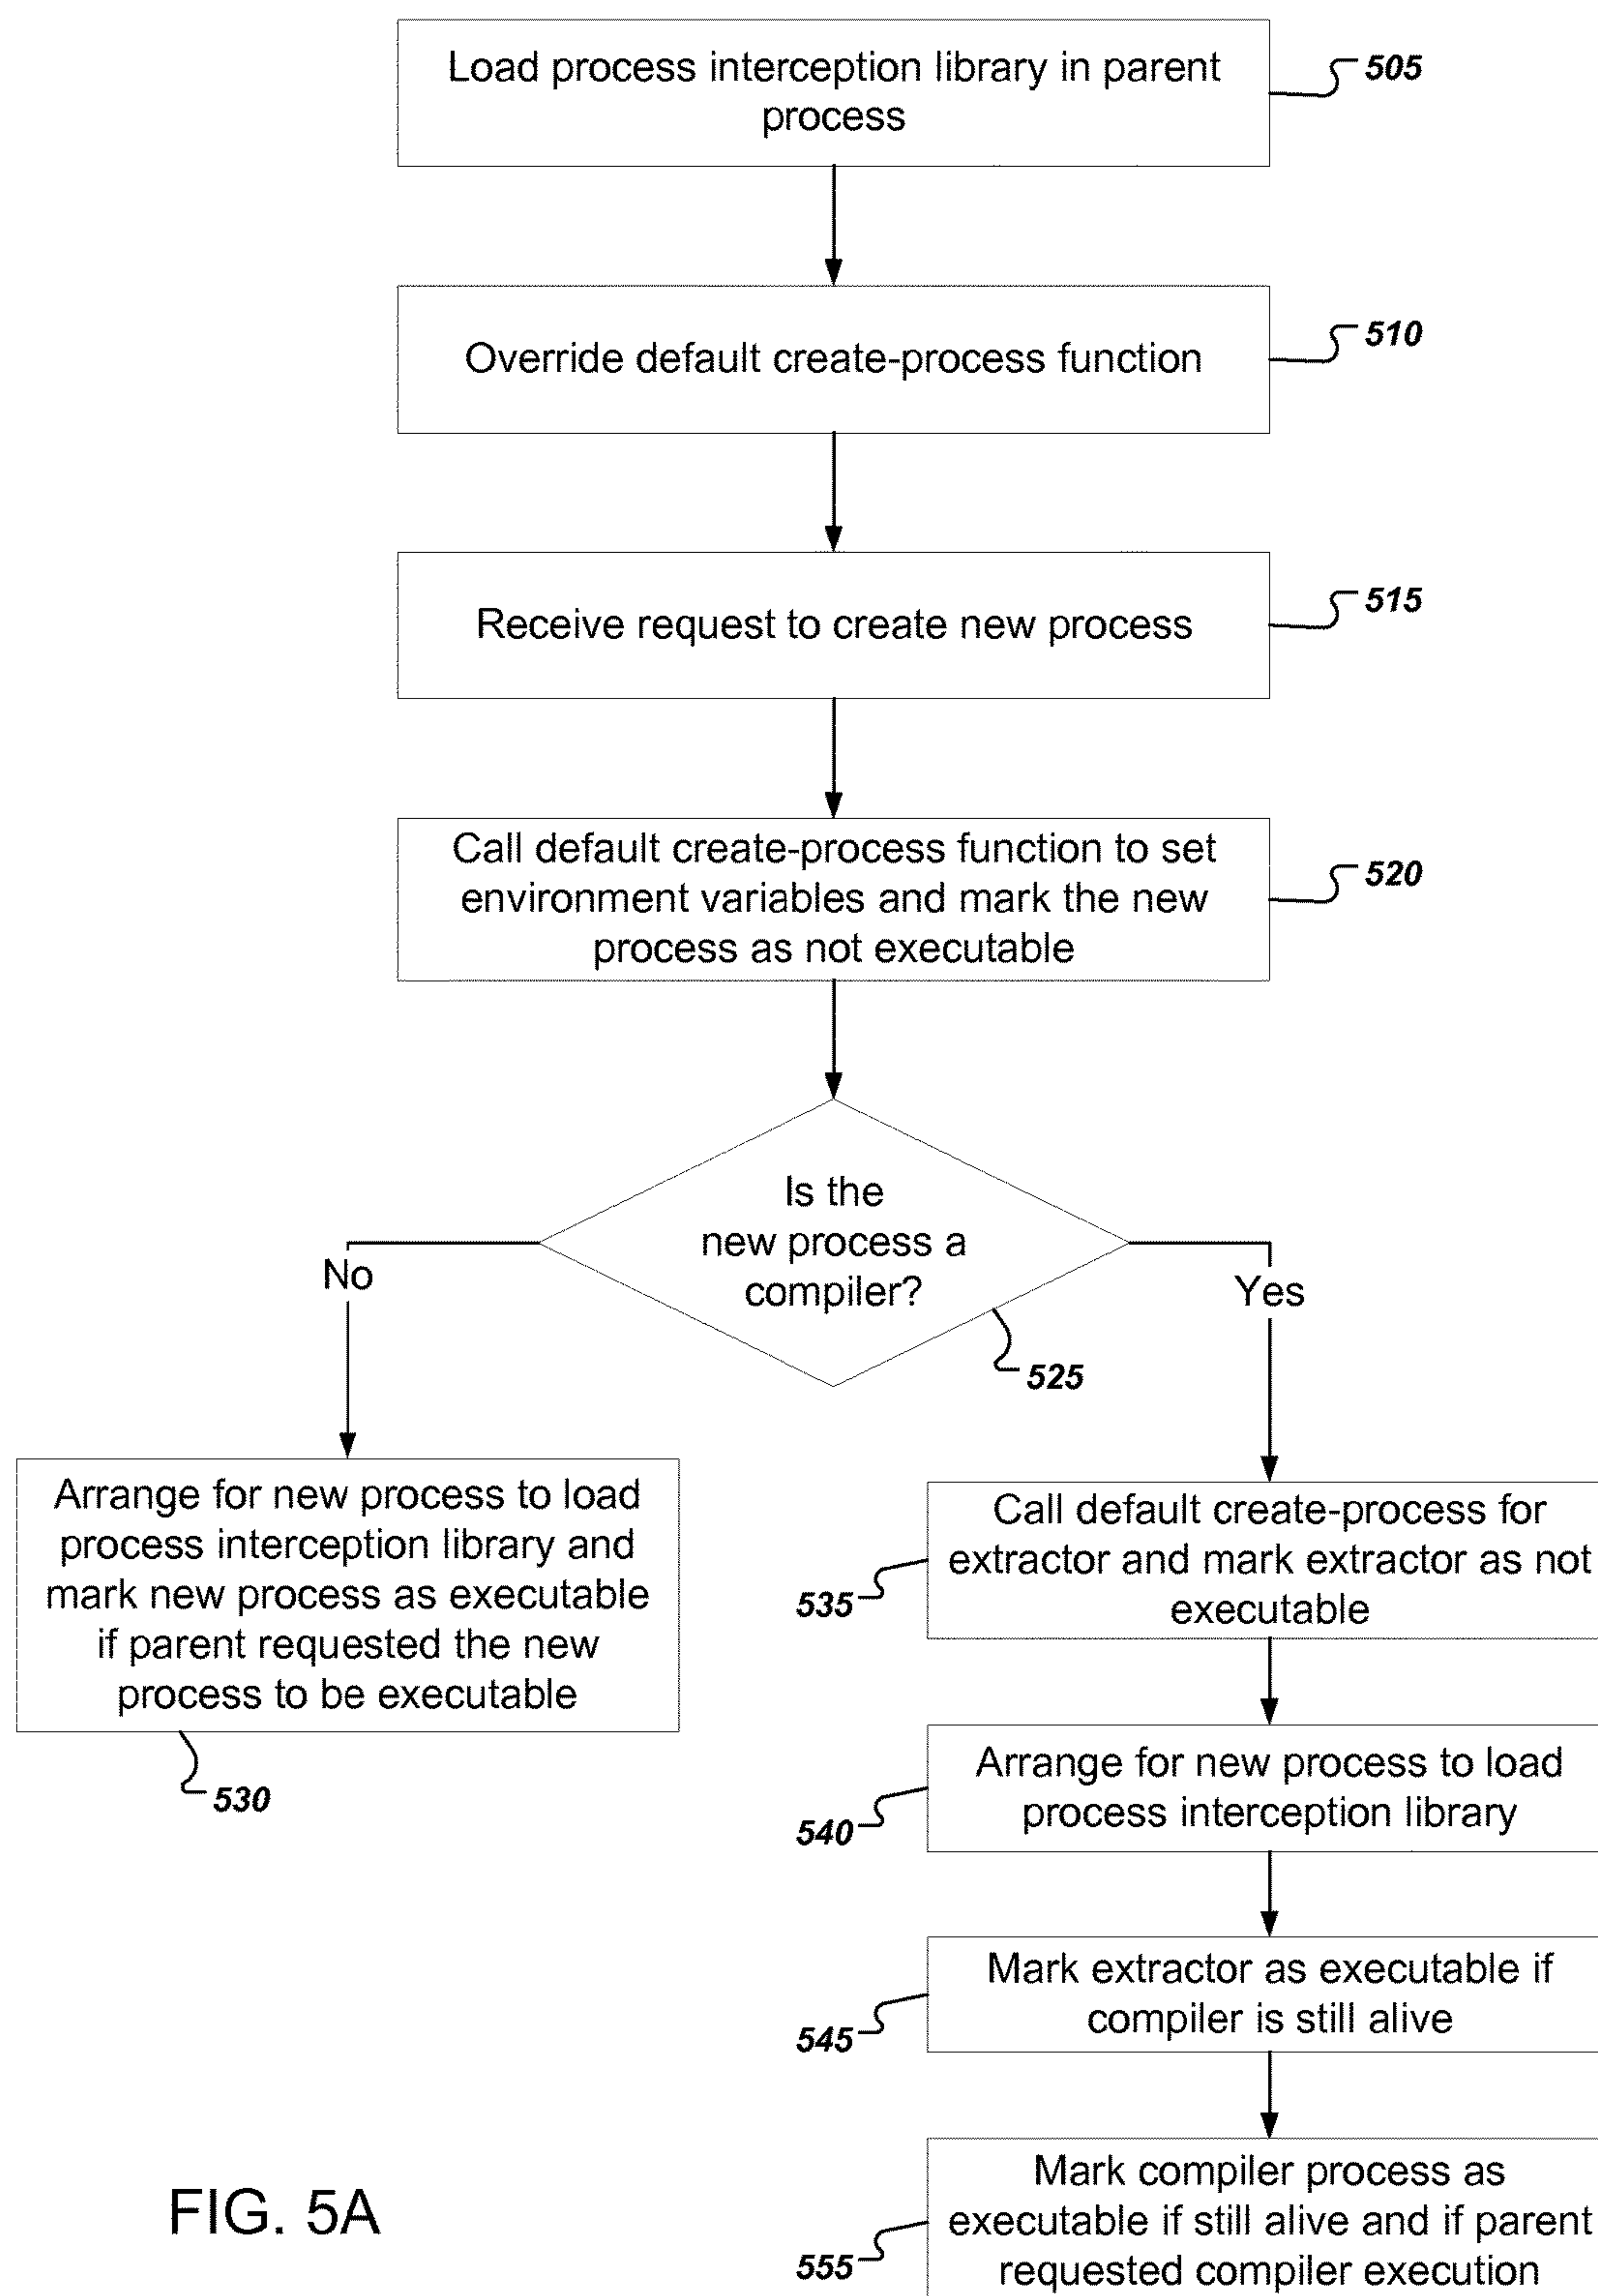 Load process interception library in parent
process
505
Override default create-process function
510
Receive request to create new process
515
Call default create-process function to set
environment variables and mark the new
process as not executable
520
Is the
new process a
compiler?
525
No
Yes
Arrange for new process to load
process interception library and
mark new process as executable
if parent requested the new
process to be executable
530
Call default create-process for
extractor and mark extractor as not
executable
535
Arrange for new process to load
process interception library
540
Mark extractor as executable if
compiler is still alive
545
Mark compiler process as
executable if still alive and if parent
requested compiler execution
555
FIG. 5A